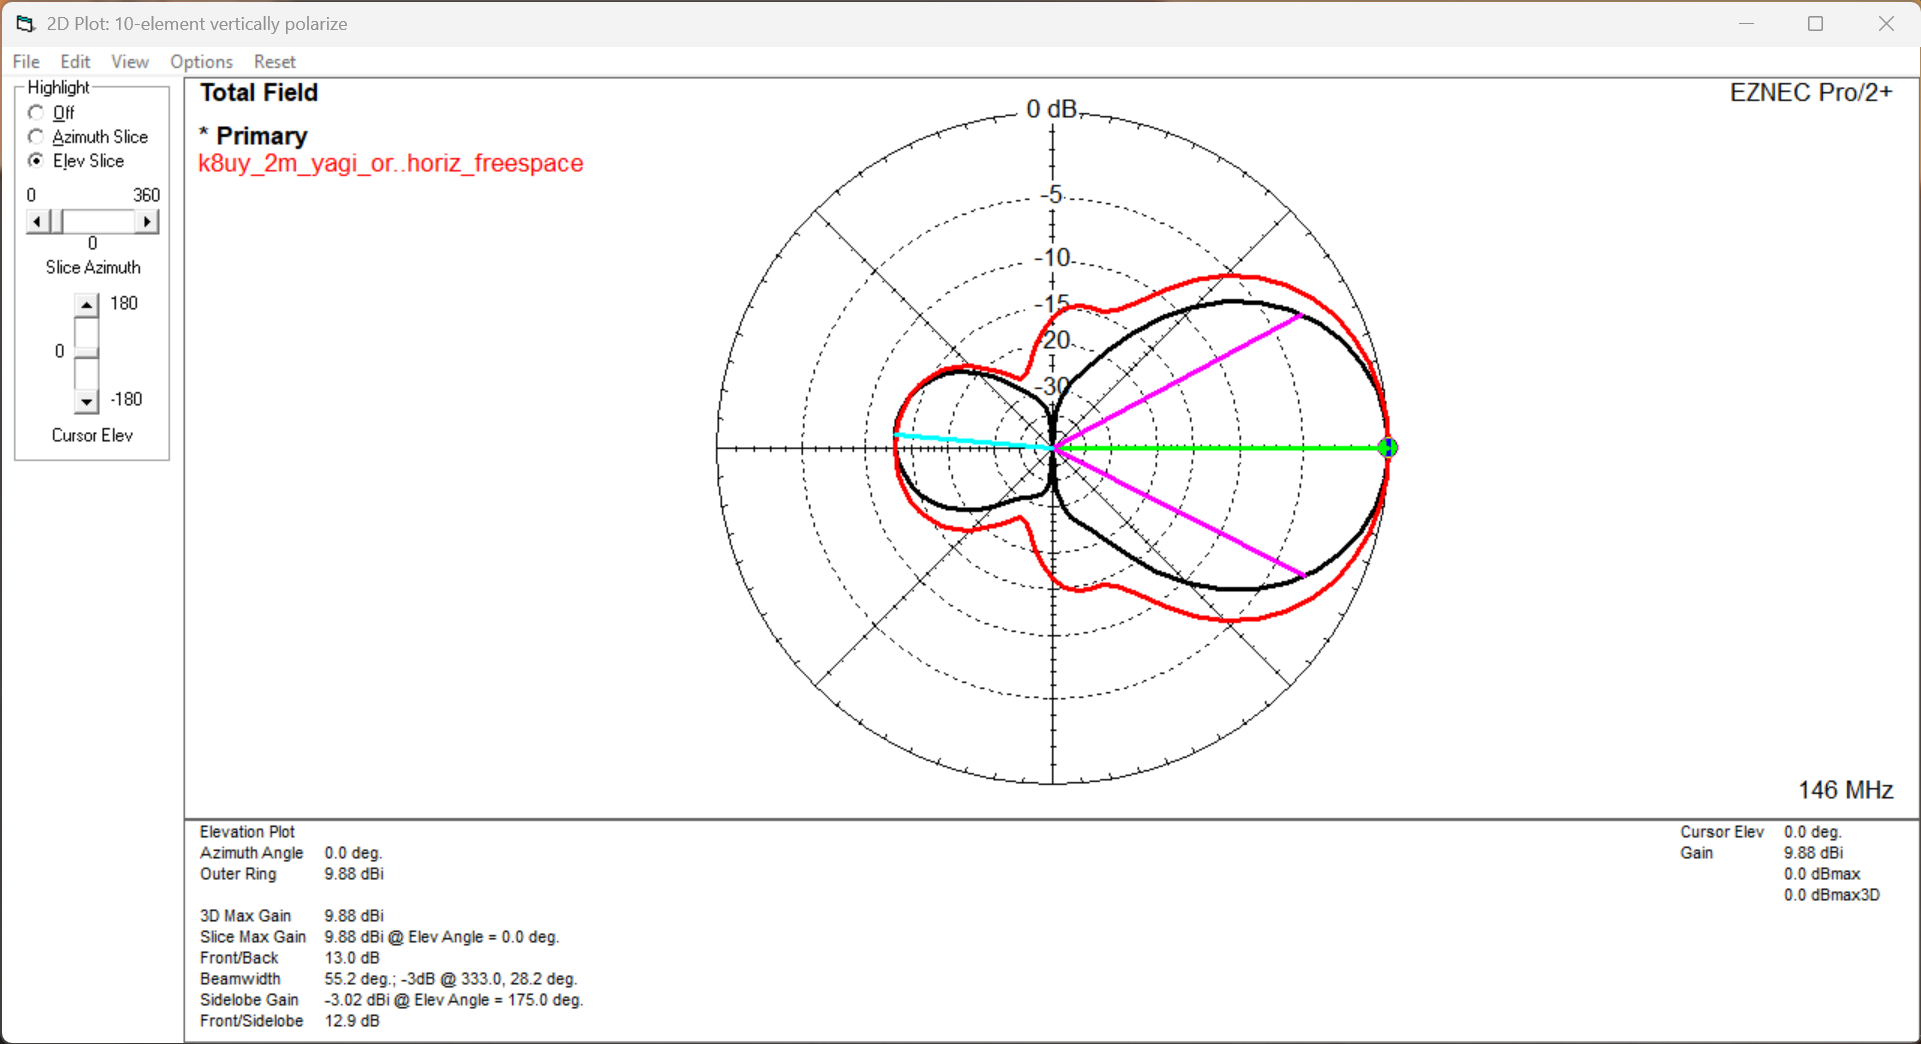 2D Plot: 10-element vertically polarize
File Edit View Options Reset
Highlight
Off
Azimuth Slice
Elev Slice
0 360
0
Slice Azimuth
180
0
-180
Cursor Elev
Total Field
EZNEC Pro/2+
* Primary
k8uy_2m_yagi_or..horiz_freespace
0 dB
-5
-10
-15
-20
-30
146 MHz
Elevation Plot
Azimuth Angle 0.0 deg.
Outer Ring 9.88 dBi
3D Max Gain 9.88 dBi
Slice Max Gain 9.88 dBi @ Elev Angle = 0.0 deg.
Front/Back 13.0 dB
Beamwidth 55.2 deg.; -3dB @ 333.0, 28.2 deg.
Sidelobe Gain -3.02 dBi @ Elev Angle = 175.0 deg.
Front/Sidelobe 12.9 dB
Cursor Elev 0.0 deg.
Gain 9.88 dBi
0.0 dBmax
0.0 dBmax3D